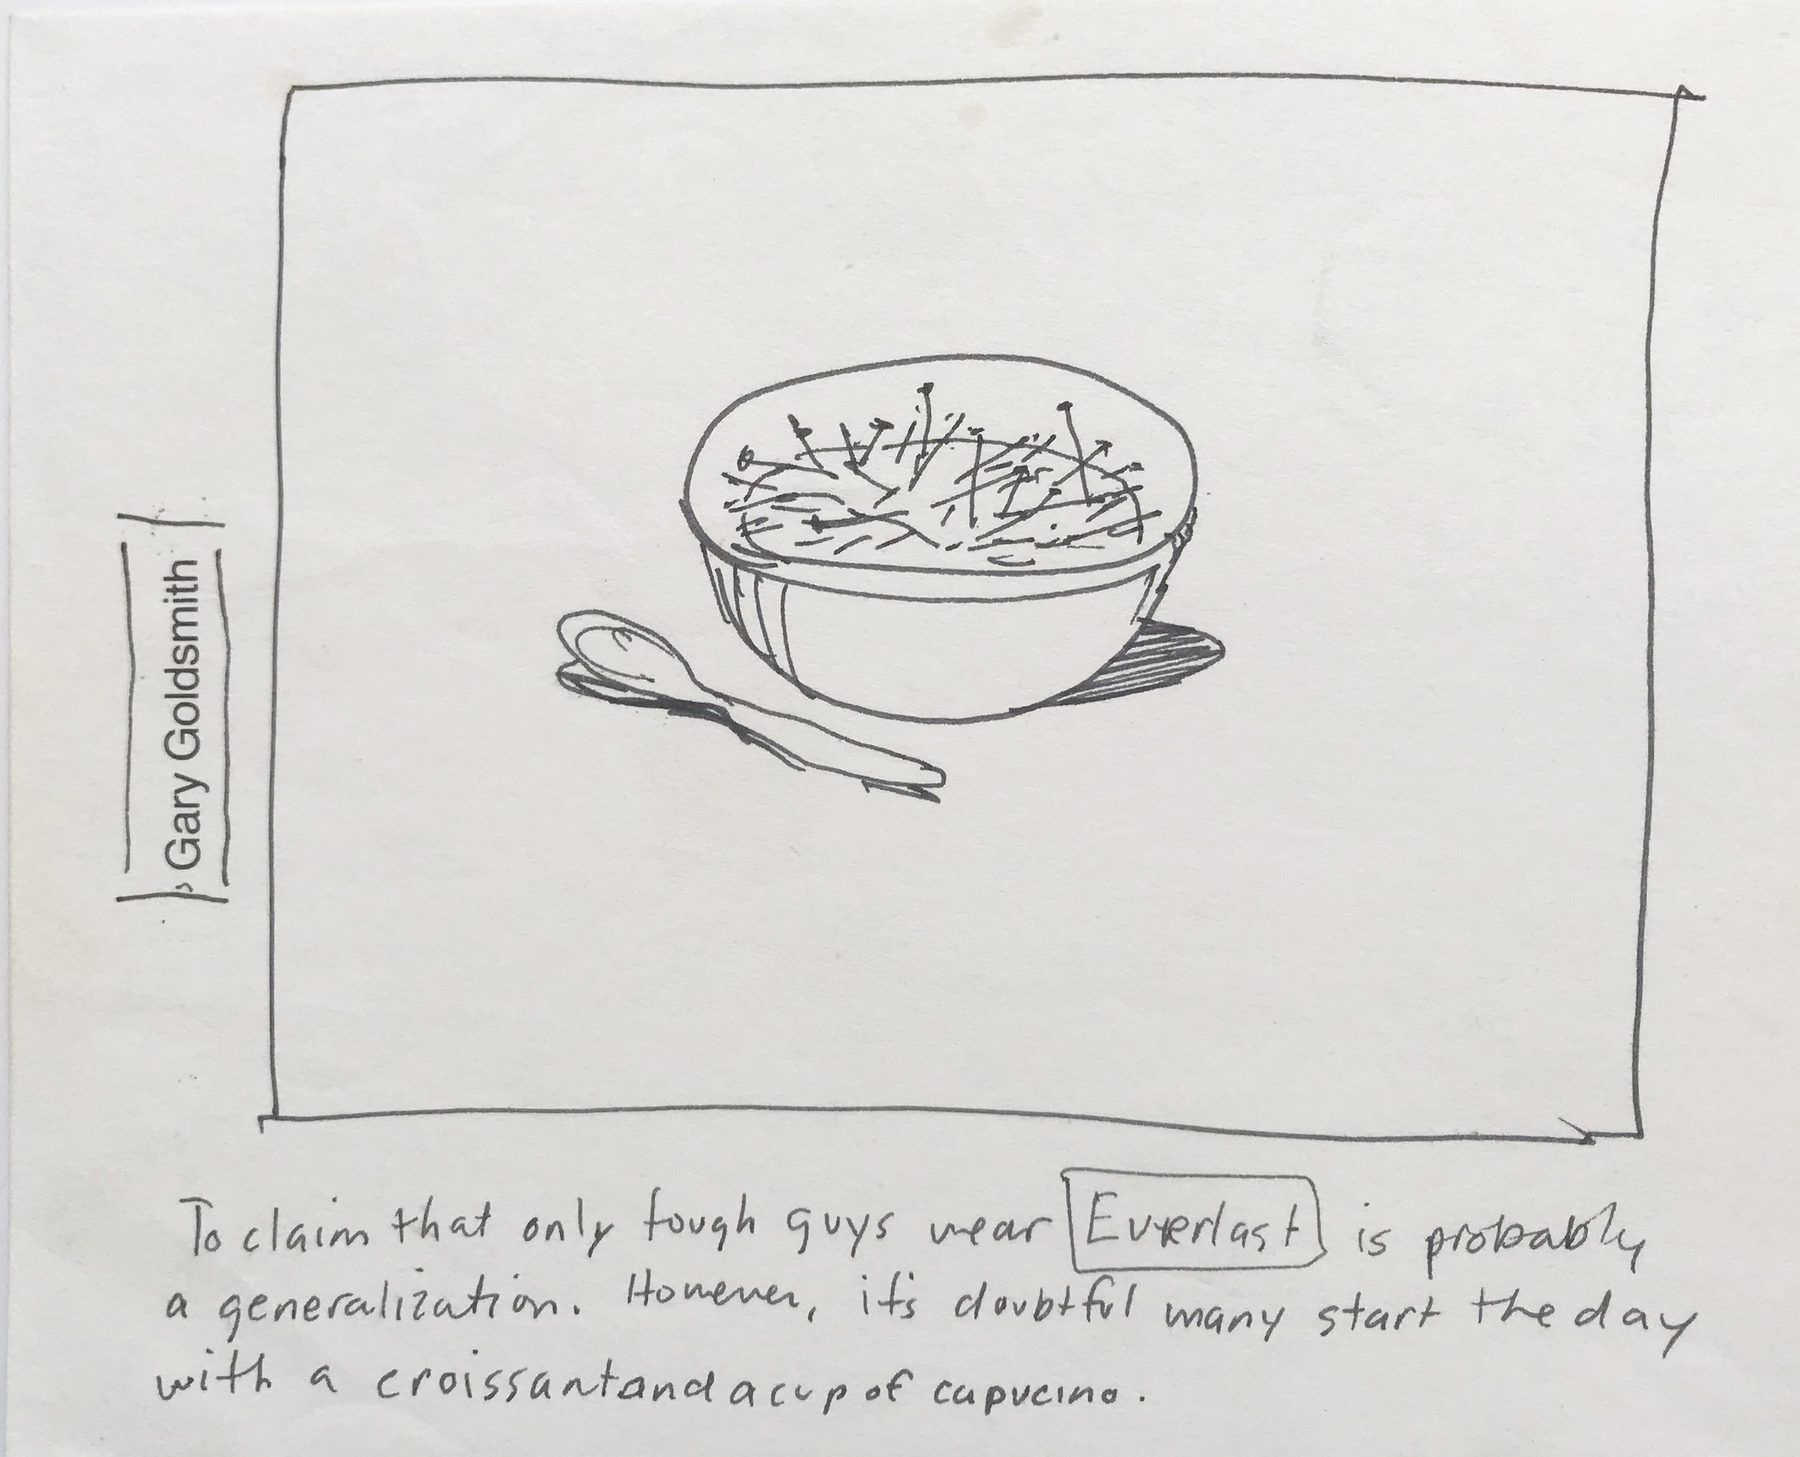 Gary Goldsmith
To claim that only tough guys wear Everlast is probably
a generalization. However, it's doubtful many start the day
with a croissant and a cup of capucino.